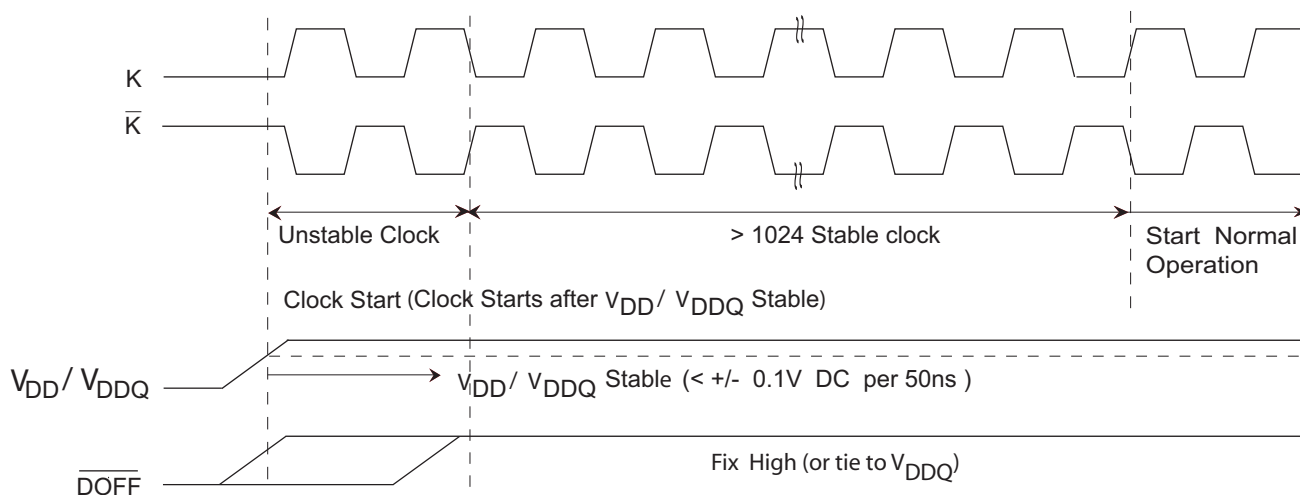 K
K̅
Unstable Clock
> 1024 Stable clock
Start Normal
Operation
Clock Start (Clock Starts after VDD / VDDQ Stable)
VDD / VDDQ
VDD / VDDQ Stable (< +/- 0.1V DC per 50ns )
Fix High (or tie to VDDQ)
D̅O̅F̅F̅